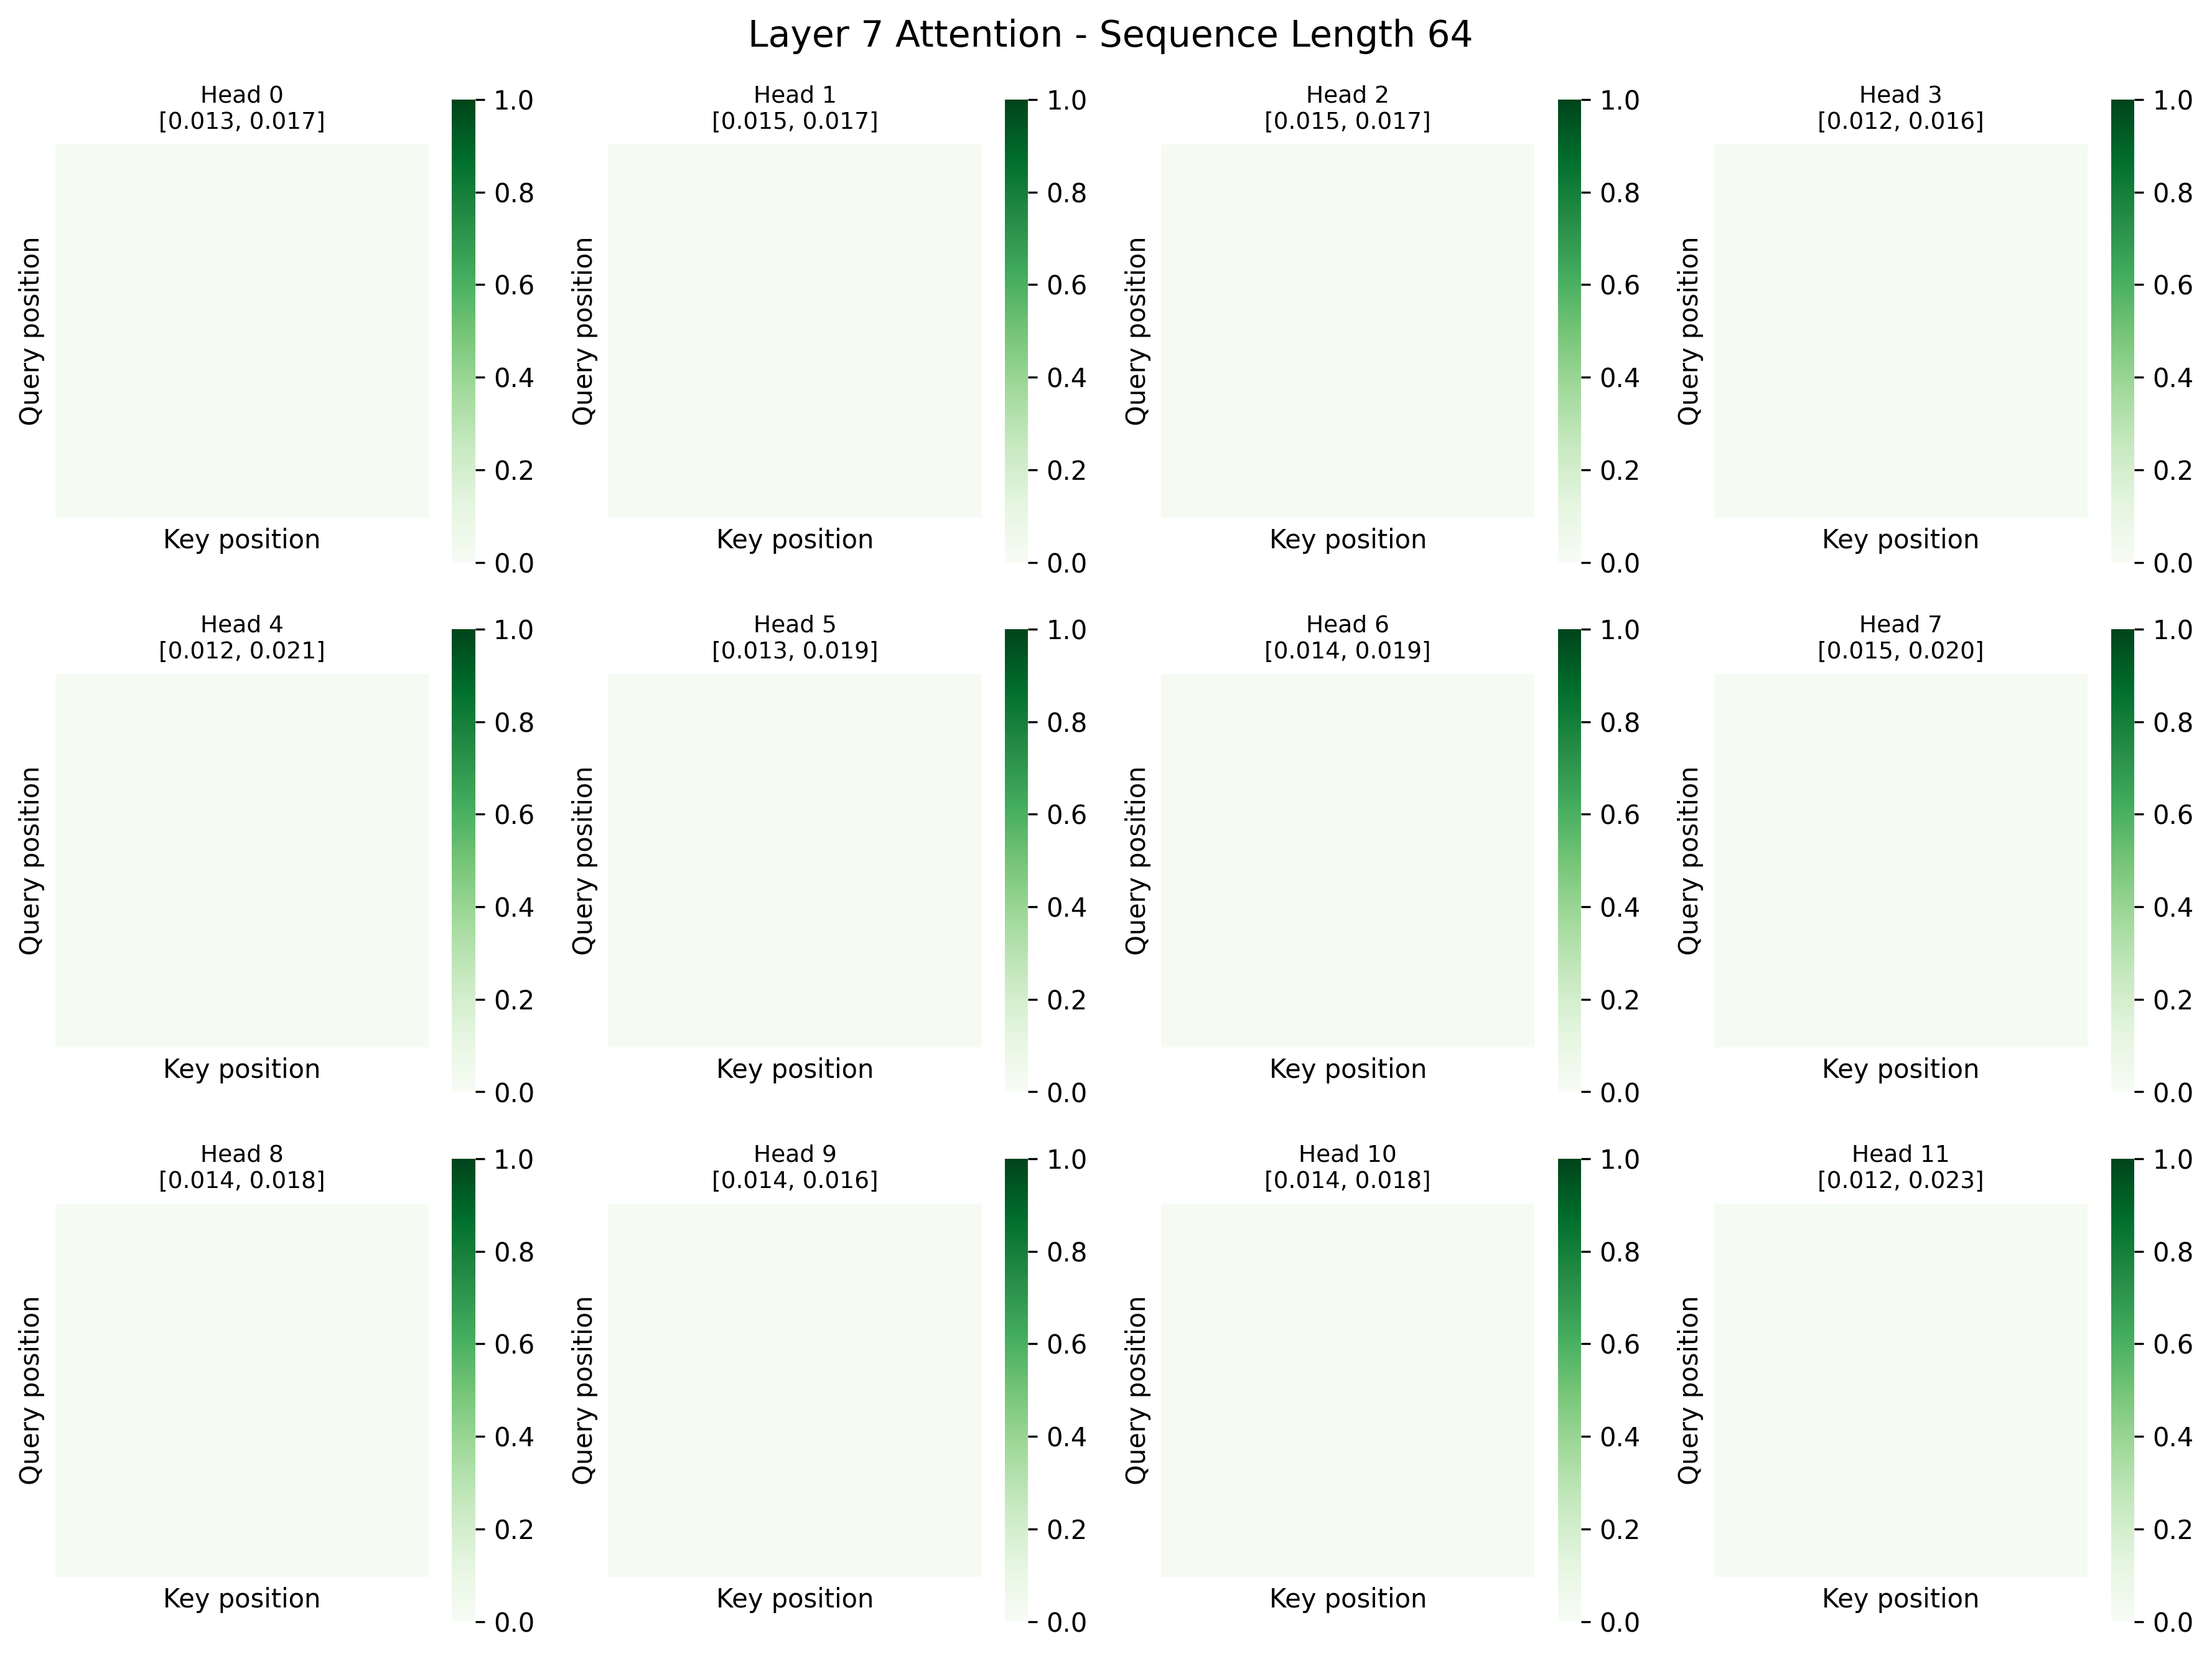 Layer 7 Attention - Sequence Length 64
Head 0
[0.013, 0.017]
Query position
Key position
1.0
0.8
0.6
0.4
0.2
0.0
Head 1
[0.015, 0.017]
Query position
Key position
1.0
0.8
0.6
0.4
0.2
0.0
Head 2
[0.015, 0.017]
Query position
Key position
1.0
0.8
0.6
0.4
0.2
0.0
Head 3
[0.012, 0.016]
Query position
Key position
1.0
0.8
0.6
0.4
0.2
0.0
Head 4
[0.012, 0.021]
Query position
Key position
1.0
0.8
0.6
0.4
0.2
0.0
Head 5
[0.013, 0.019]
Query position
Key position
1.0
0.8
0.6
0.4
0.2
0.0
Head 6
[0.014, 0.019]
Query position
Key position
1.0
0.8
0.6
0.4
0.2
0.0
Head 7
[0.015, 0.020]
Query position
Key position
1.0
0.8
0.6
0.4
0.2
0.0
Head 8
[0.014, 0.018]
Query position
Key position
1.0
0.8
0.6
0.4
0.2
0.0
Head 9
[0.014, 0.016]
Query position
Key position
1.0
0.8
0.6
0.4
0.2
0.0
Head 10
[0.014, 0.018]
Query position
Key position
1.0
0.8
0.6
0.4
0.2
0.0
Head 11
[0.012, 0.023]
Query position
Key position
1.0
0.8
0.6
0.4
0.2
0.0